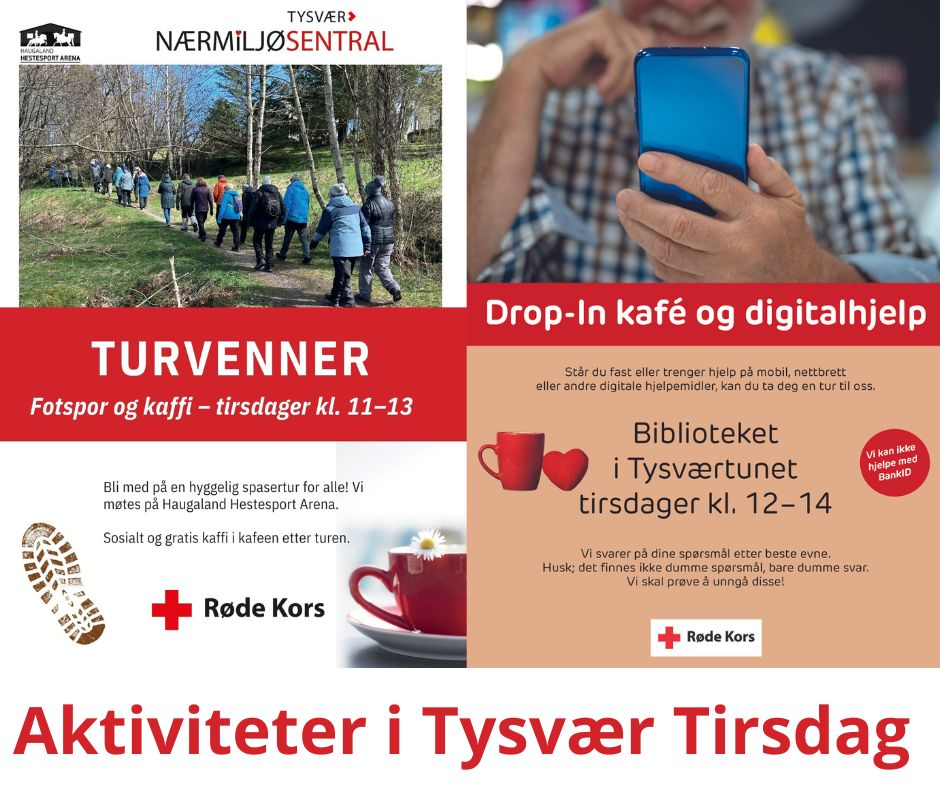 HAUGALAND
HESTESPORT ARENA
TYSVÆR
NÆRMiLJØSENTRAL
TURVENNER
Fotspor og kaffi – tirsdager kl. 11–13
Bli med på en hyggelig spasertur for alle! Vi
møtes på Haugaland Hestesport Arena.
Sosialt og gratis kaffi i kafeen etter turen.
Røde Kors
Drop-In kafé og digitalhjelp
Står du fast eller trenger hjelp på mobil, nettbrett
eller andre digitale hjelpemidler, kan du ta deg en tur til oss.
Biblioteket
i Tysværtunet
tirsdager kl. 12–14
Vi kan ikke
hjelpe med
BankID
Vi svarer på dine spørsmål etter beste evne.
Husk; det finnes ikke dumme spørsmål, bare dumme svar.
Vi skal prøve å unngå disse!
Røde Kors
Aktiviteter i Tysvær Tirsdag